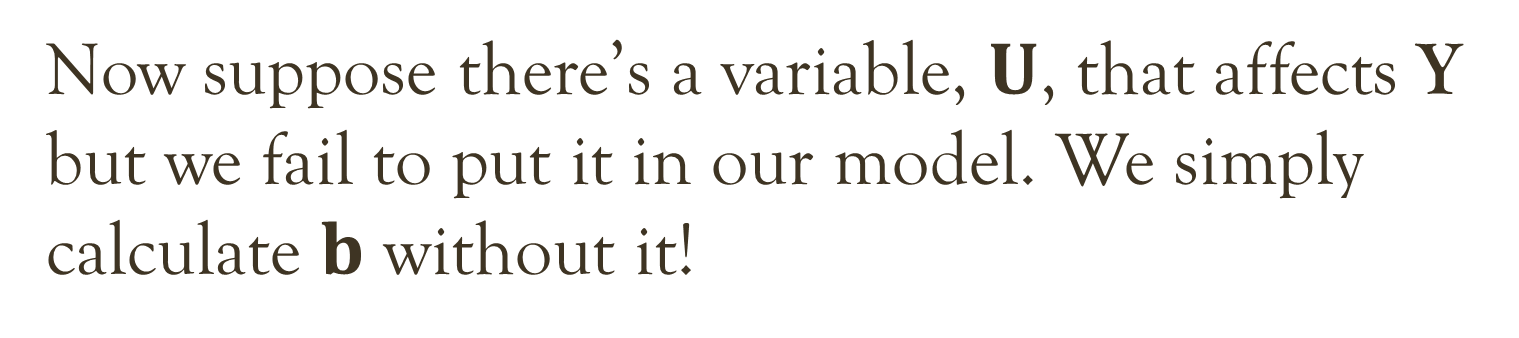 Now suppose there’s a variable, U, that affects Y
but we fail to put it in our model. We simply
calculate b without it!